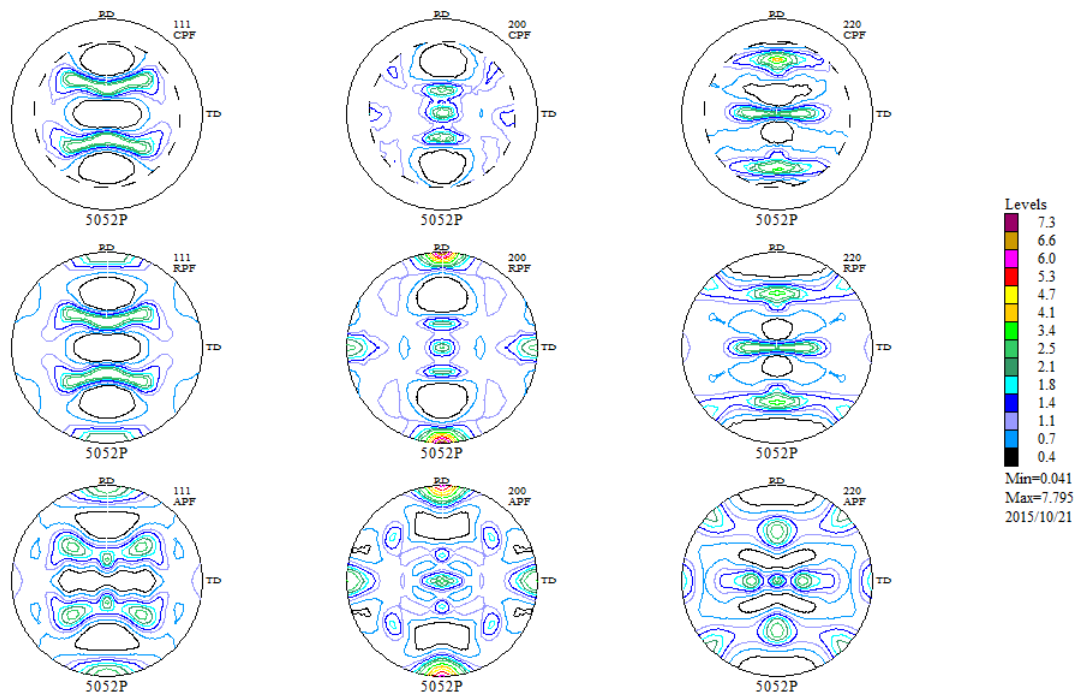 RD
111
CPF
TD
5052P
RD
200
CPF
TD
5052P
RD
220
CPF
TD
5052P
RD
111
RPF
TD
5052P
RD
200
RPF
TD
5052P
RD
220
RPF
TD
5052P
RD
111
APF
TD
5052P
RD
200
APF
TD
5052P
RD
220
APF
TD
5052P
Levels
7.3
6.6
6.0
5.3
4.7
4.1
3.4
2.5
2.1
1.8
1.4
1.1
0.7
0.4
Min=0.041
Max=7.795
2015/10/21